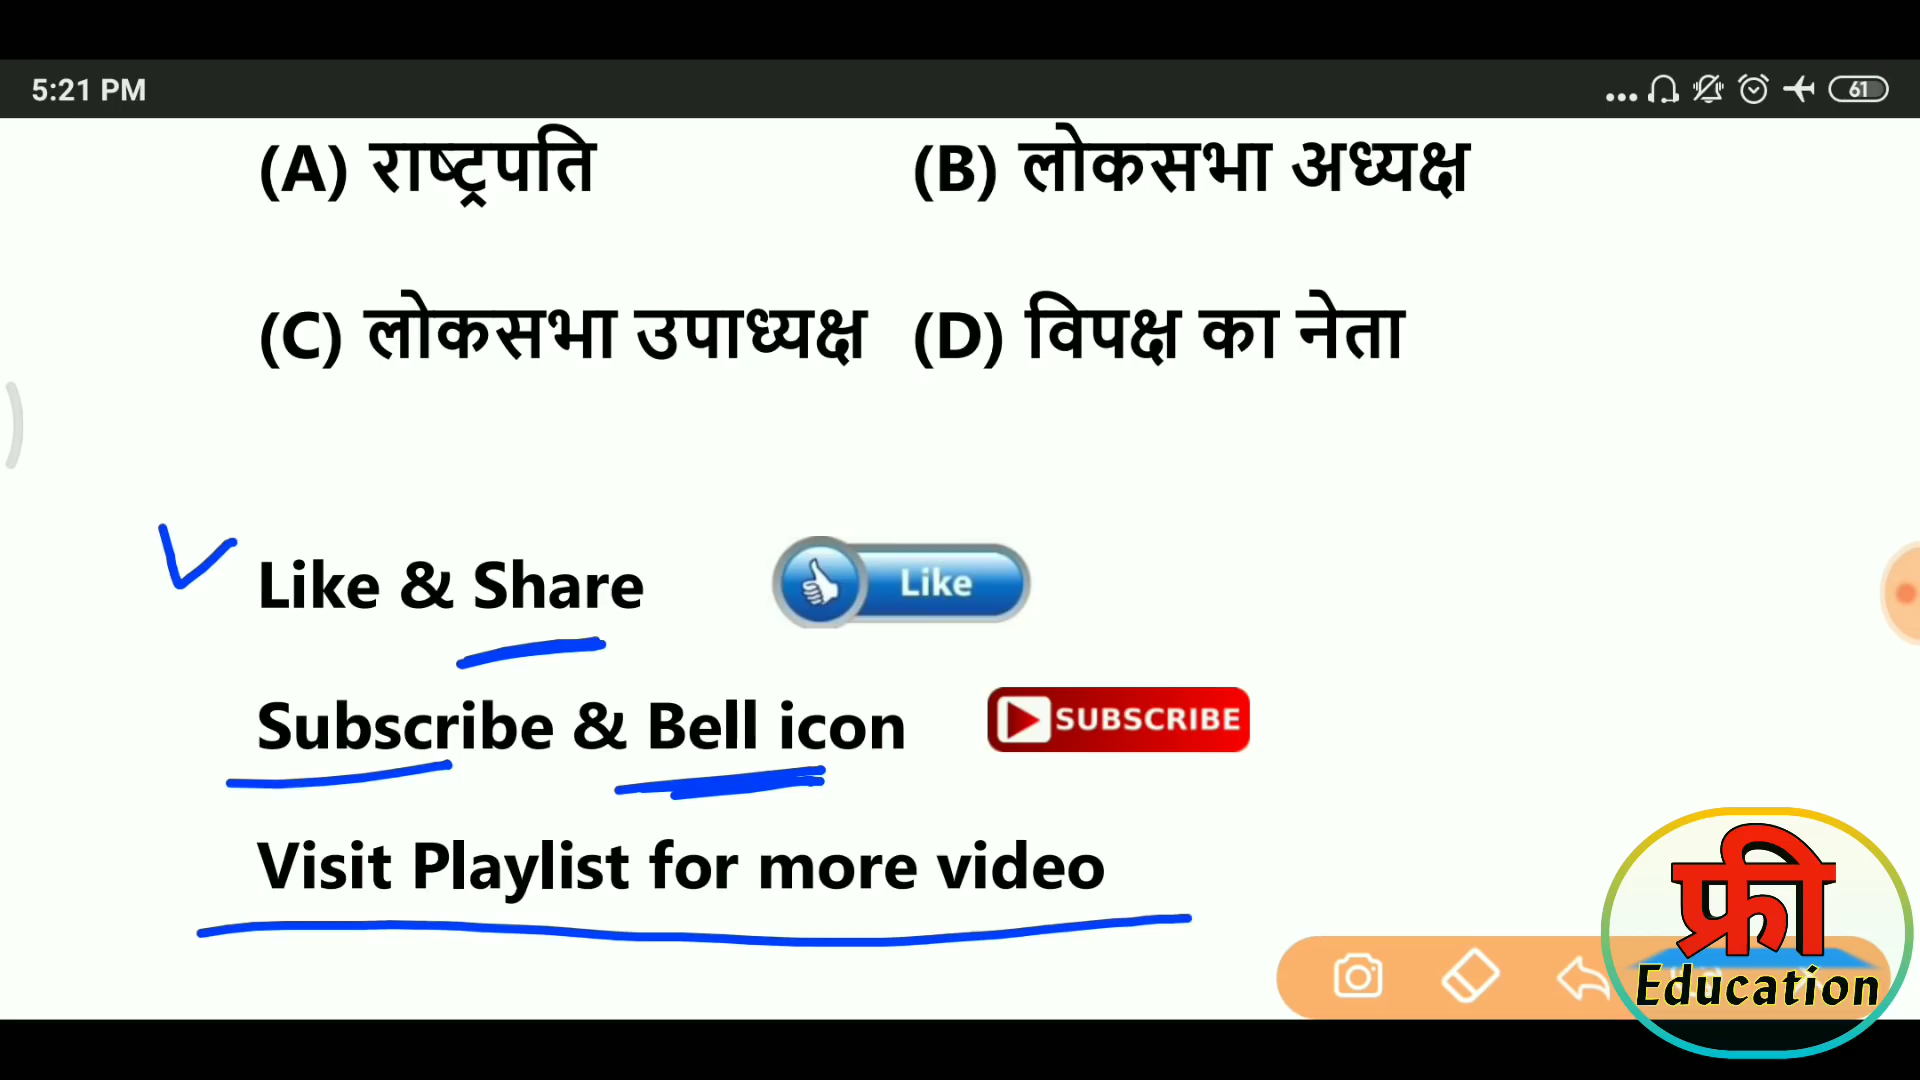 5:21 PM 61
(A) राष्ट्रपति (B) लोकसभा अध्यक्ष
(C) लोकसभा उपाध्यक्ष (D) विपक्ष का नेता
Like & Share Like
Subscribe & Bell icon SUBSCRIBE
Visit Playlist for more video
फ्री
Education